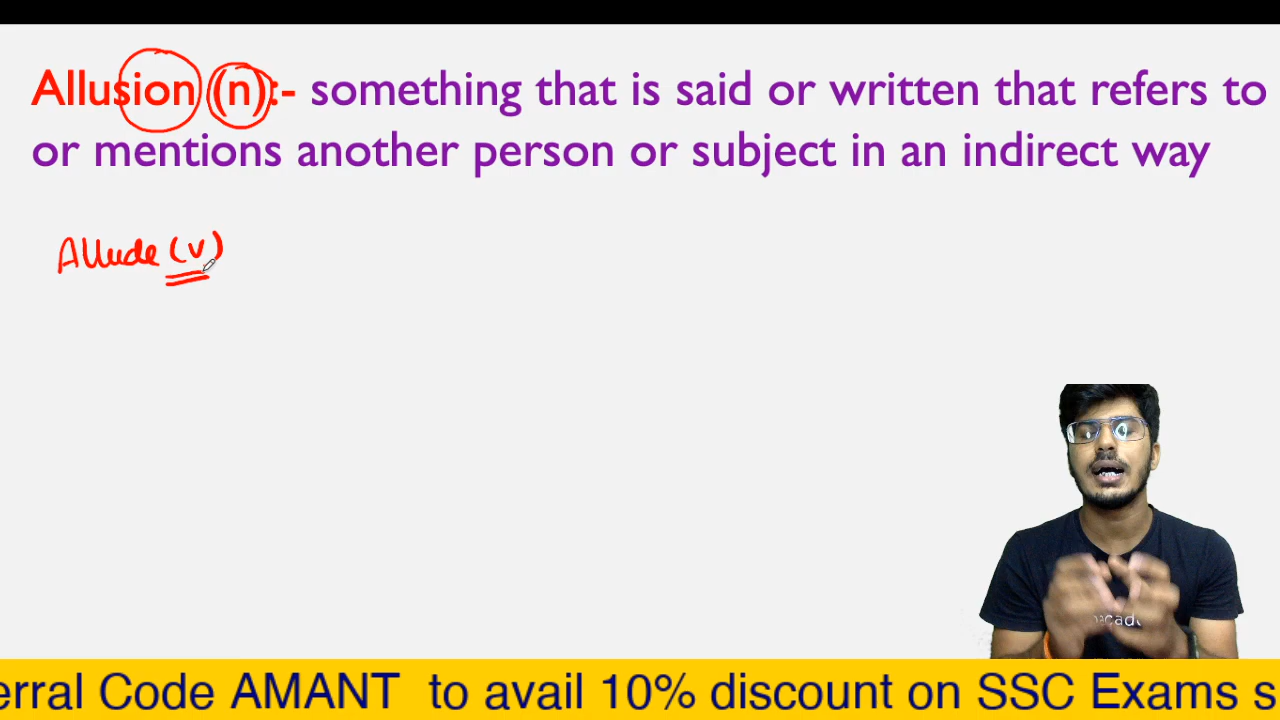 Allusion (n):- something that is said or written that refers to
or mentions another person or subject in an indirect way
Allude (v)
erral Code AMANT to avail 10% discount on SSC Exams s